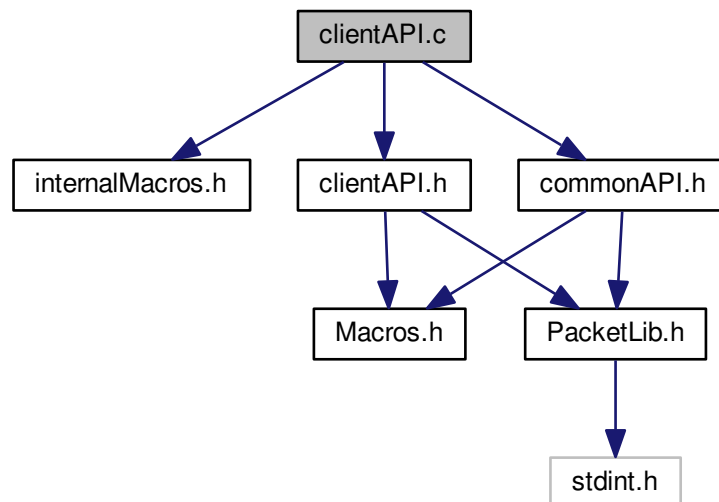 clientAPI.c
internalMacros.h
clientAPI.h
commonAPI.h
Macros.h
PacketLib.h
stdint.h